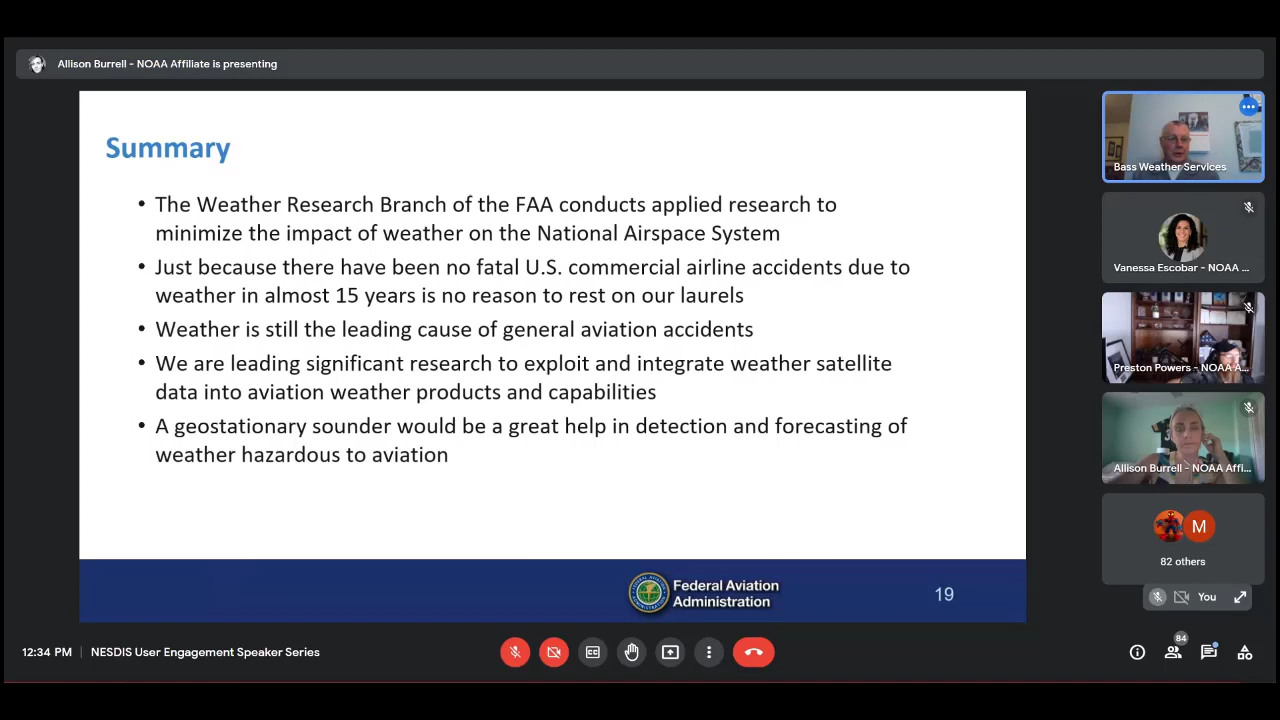 Allison Burrell - NOAA Affiliate is presenting
Summary
• The Weather Research Branch of the FAA conducts applied research to
minimize the impact of weather on the National Airspace System
• Just because there have been no fatal U.S. commercial airline accidents due to
weather in almost 15 years is no reason to rest on our laurels
• Weather is still the leading cause of general aviation accidents
• We are leading significant research to exploit and integrate weather satellite
data into aviation weather products and capabilities
• A geostationary sounder would be a great help in detection and forecasting of
weather hazardous to aviation
Federal Aviation
Administration
19
Bass Weather Services
Vanessa Escobar - NOAA ...
Preston Powers - NOAA A...
Allison Burrell - NOAA Affi...
M
82 others
You
12:34 PM
NESDIS User Engagement Speaker Series
CC
84